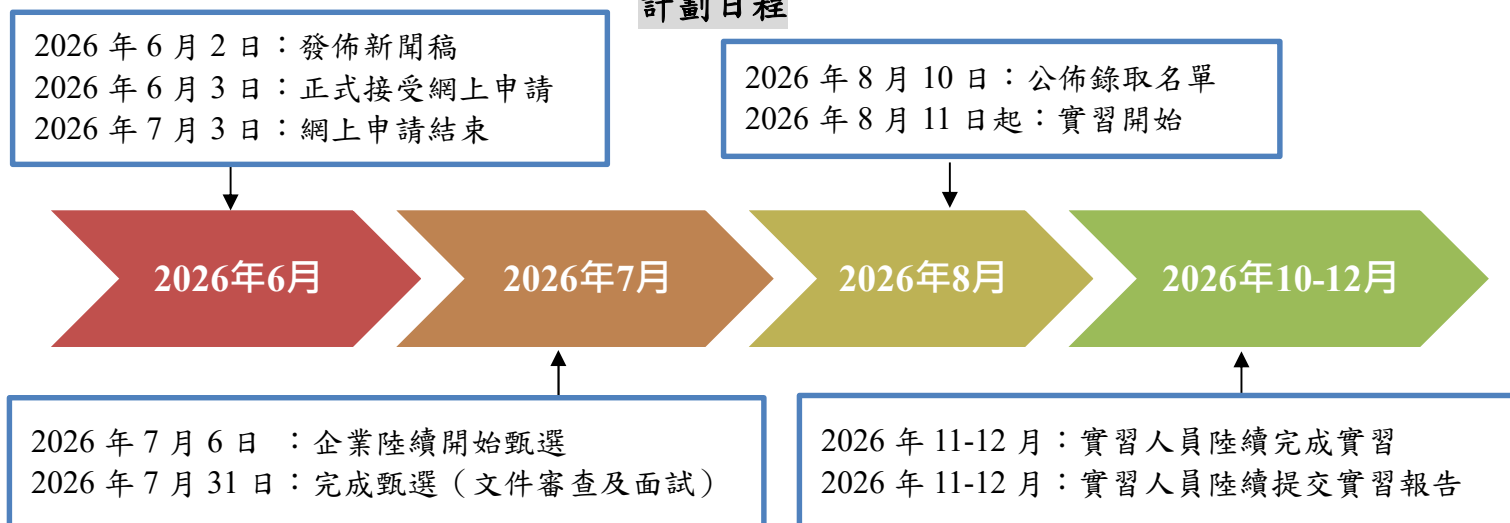 計劃日程
2026 年 6 月 2 日：發佈新聞稿
2026 年 6 月 3 日：正式接受網上申請
2026 年 7 月 3 日：網上申請結束
2026 年 8 月 10 日：公佈錄取名單
2026 年 8 月 11 日起：實習開始
2026年6月
2026年7月
2026年8月
2026年10-12月
2026 年 7 月 6 日 ：企業陸續開始甄選
2026 年 7 月 31 日：完成甄選（文件審查及面試）
2026 年 11-12 月：實習人員陸續完成實習
2026 年 11-12 月：實習人員陸續提交實習報告